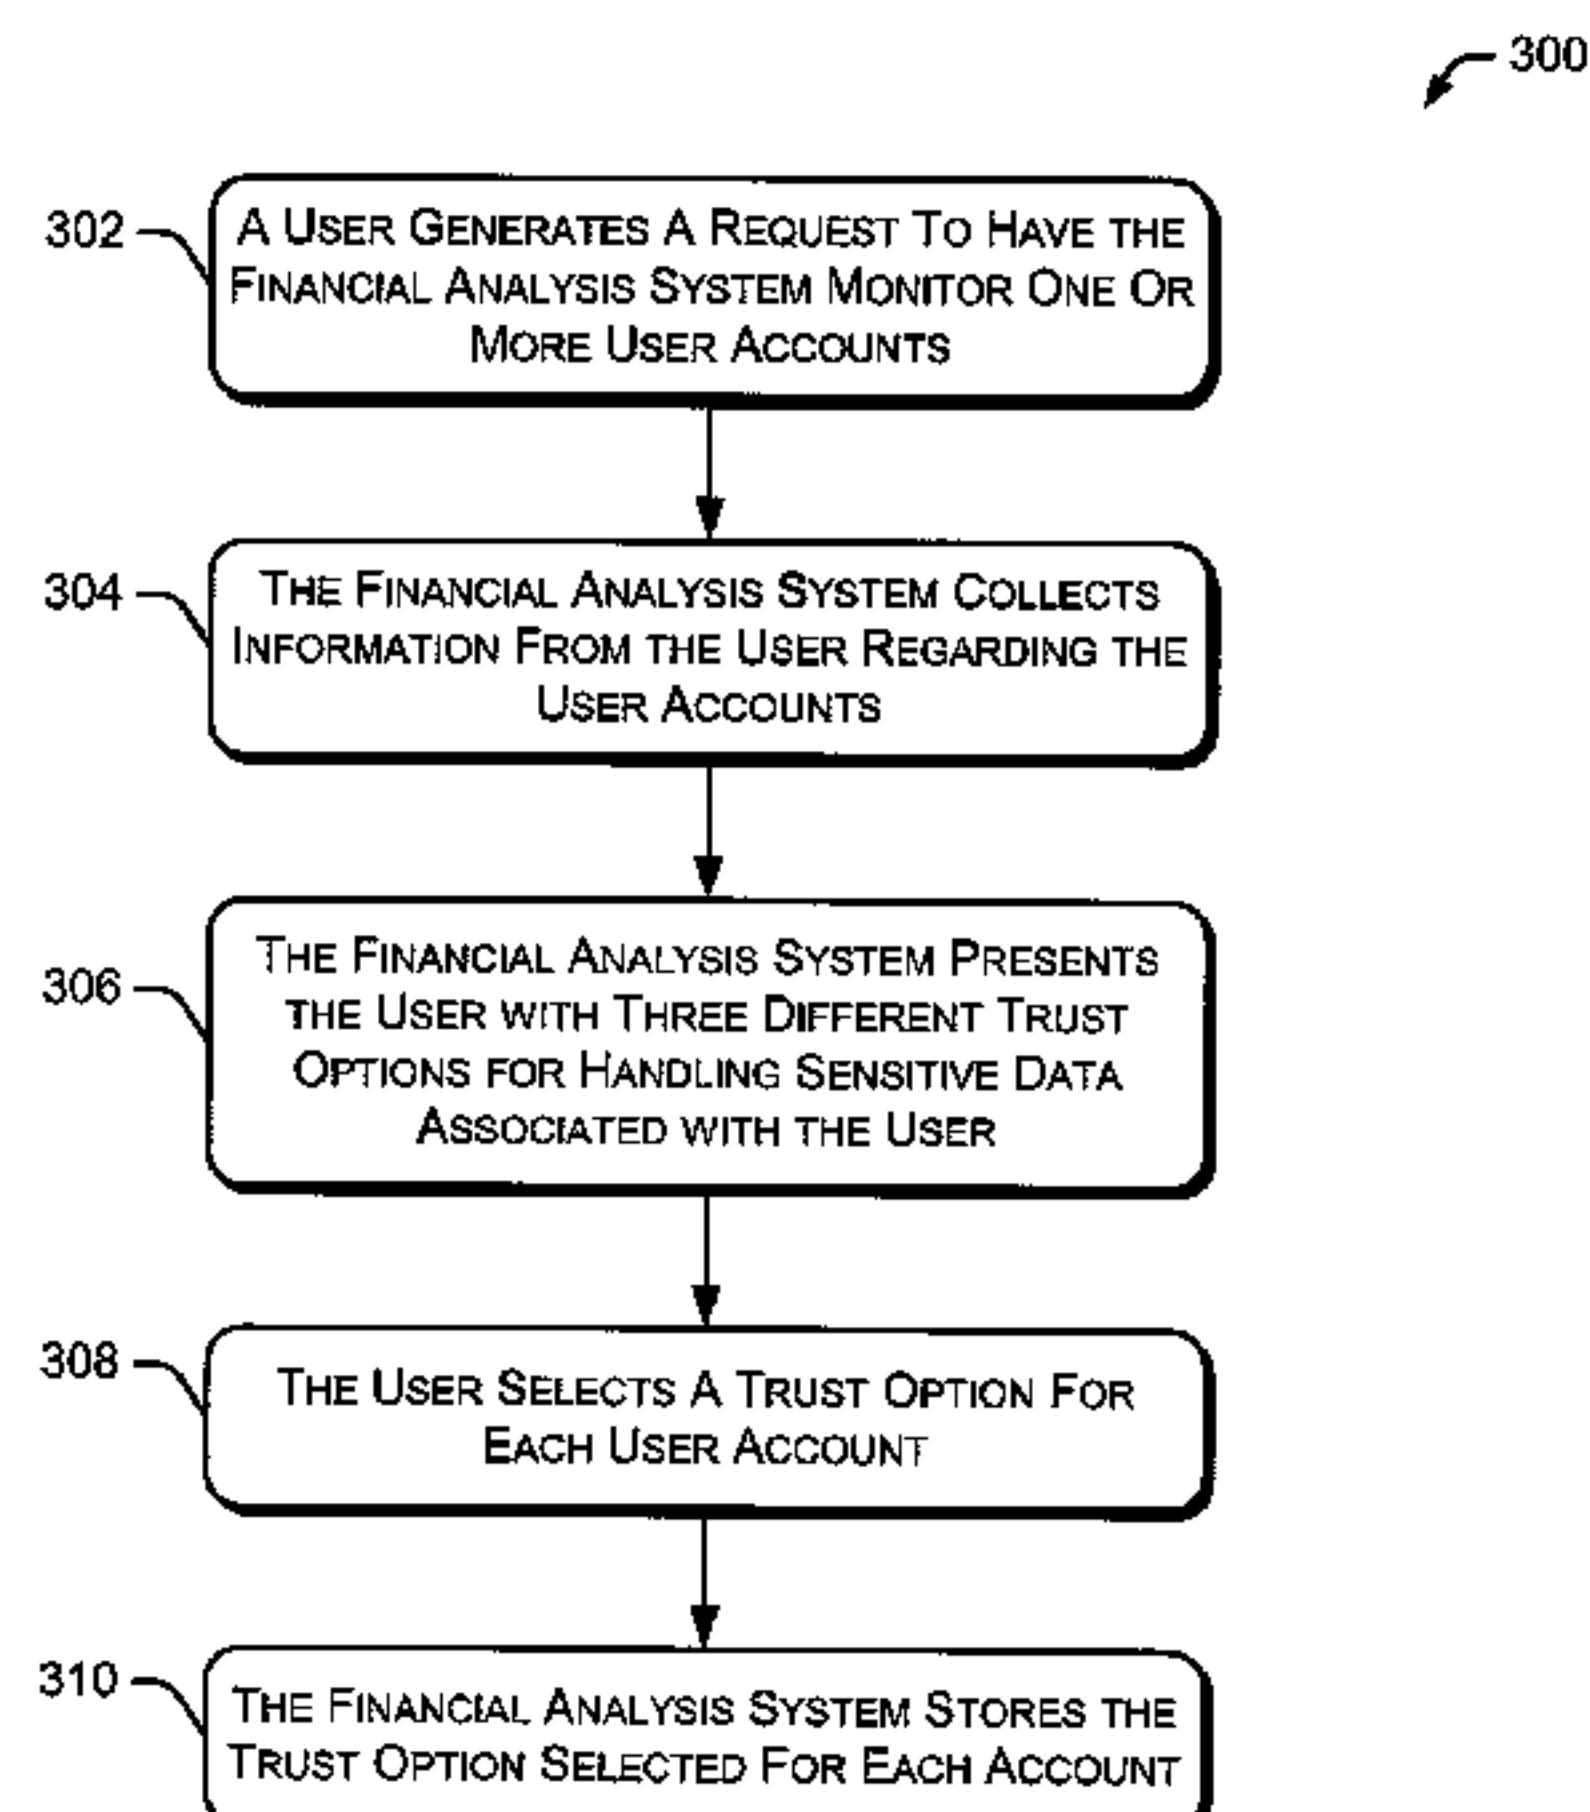 300
302
A USER GENERATES A REQUEST TO HAVE THE
FINANCIAL ANALYSIS SYSTEM MONITOR ONE OR
MORE USER ACCOUNTS
304
THE FINANCIAL ANALYSIS SYSTEM COLLECTS
INFORMATION FROM THE USER REGARDING THE
USER ACCOUNTS
306
THE FINANCIAL ANALYSIS SYSTEM PRESENTS
THE USER WITH THREE DIFFERENT TRUST
OPTIONS FOR HANDLING SENSITIVE DATA
ASSOCIATED WITH THE USER
308
THE USER SELECTS A TRUST OPTION FOR
EACH USER ACCOUNT
310
THE FINANCIAL ANALYSIS SYSTEM STORES THE
TRUST OPTION SELECTED FOR EACH ACCOUNT